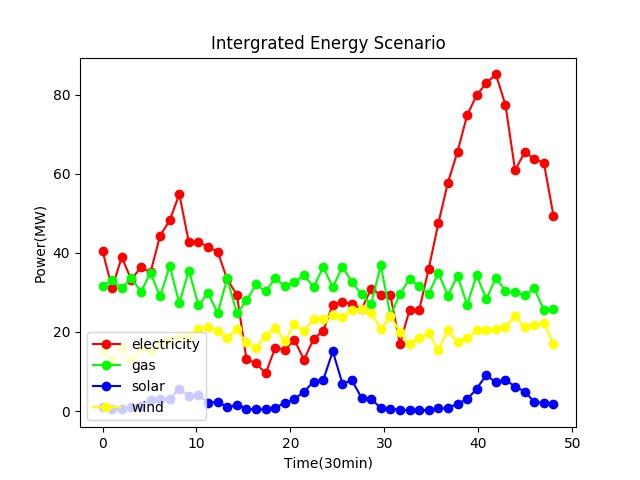 Intergrated Energy Scenario
Power(MW)
80
60
40
20
0
electricity
gas
solar
wind
0 10 20 30 40 50
Time(30min)